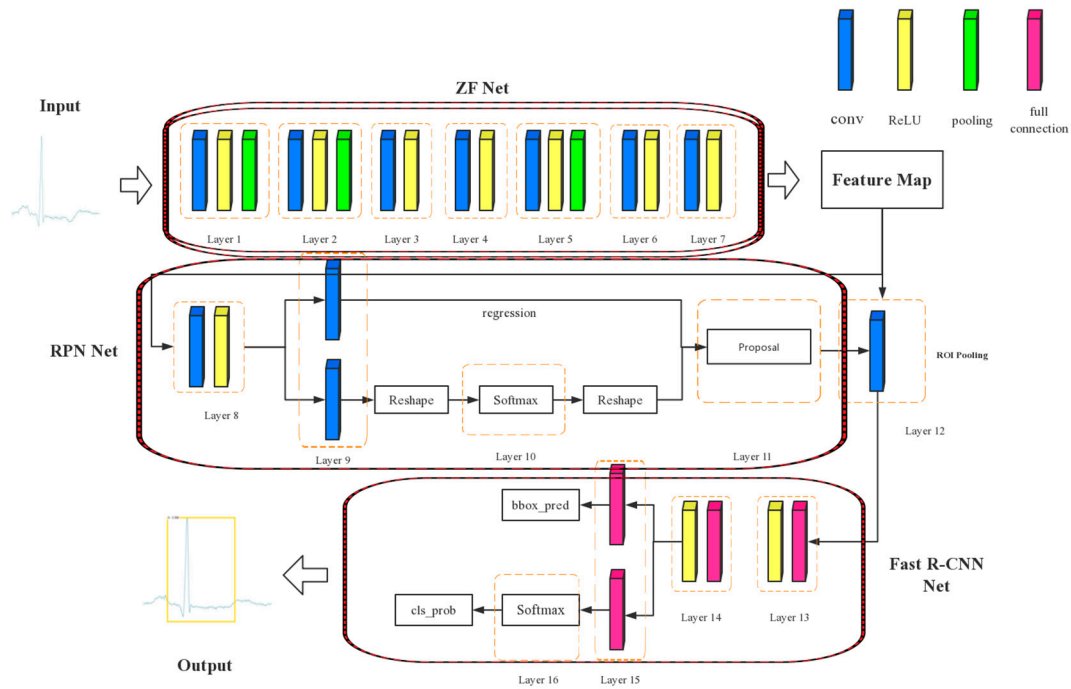 ZF Net
Input
conv
ReLU
pooling
full
connection
Feature Map
Layer 1
Layer 2
Layer 3
Layer 4
Layer 5
Layer 6
Layer 7
RPN Net
regression
Proposal
ROI Pooling
Reshape
Softmax
Reshape
Layer 8
Layer 9
Layer 10
Layer 11
Layer 12
bbox_pred
Fast R-CNN
Net
cls_prob
Softmax
Layer 14
Layer 13
Output
Layer 16
Layer 15